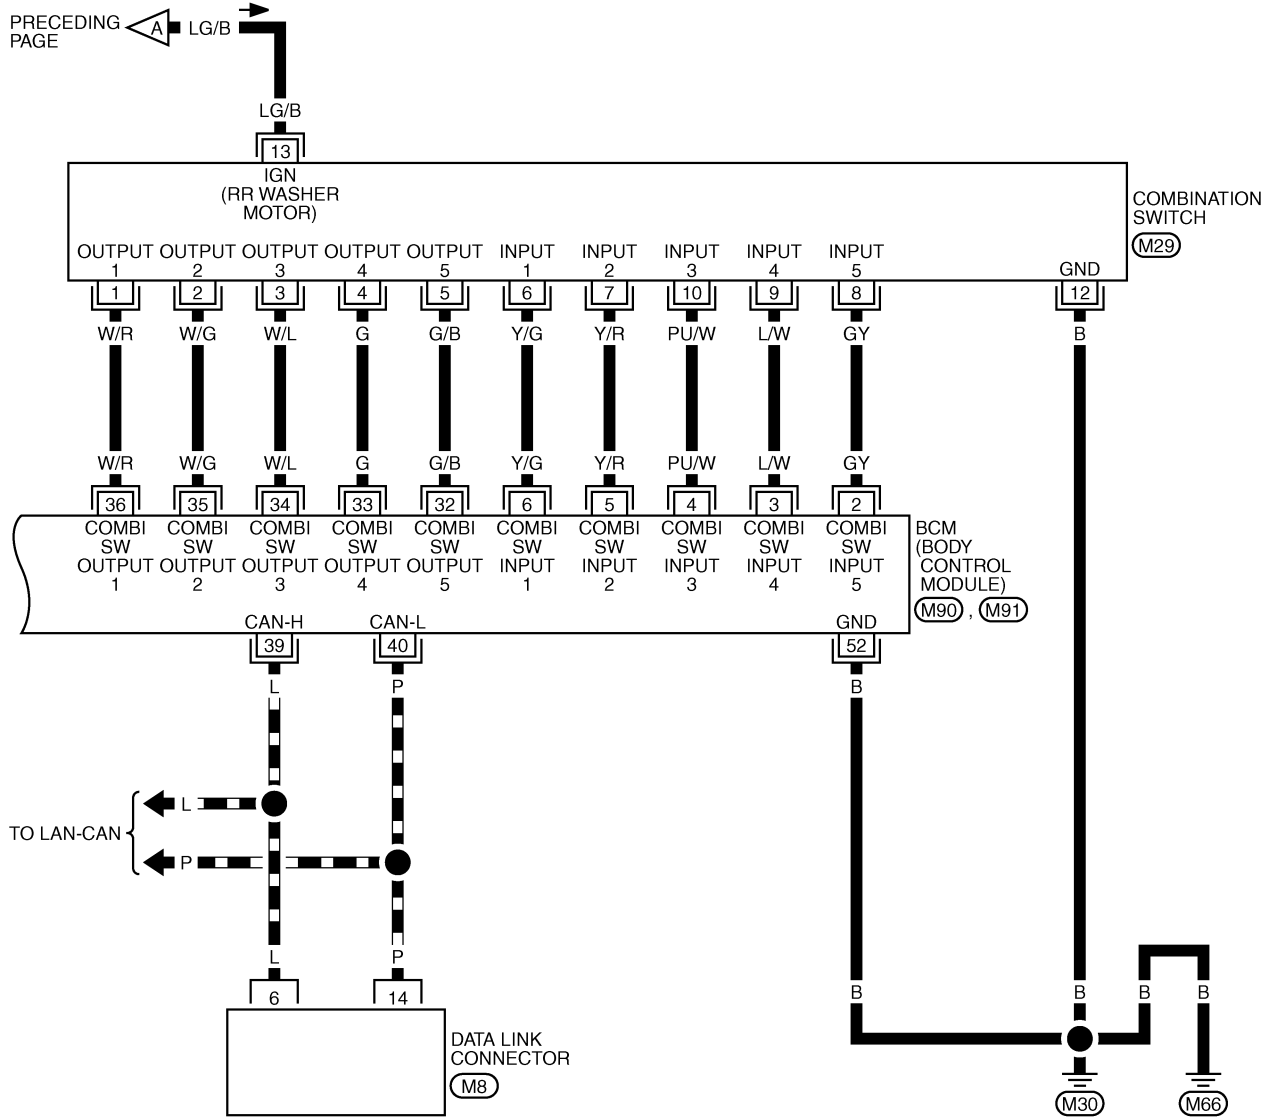 PRECEDING
PAGE
A
LG/B
LG/B
13
IGN
(RR WASHER
MOTOR)
COMBINATION
SWITCH
M29
OUTPUT OUTPUT OUTPUT OUTPUT OUTPUT INPUT INPUT INPUT INPUT INPUT
1 2 3 4 5 1 2 3 4 5 GND
1 2 3 4 5 6 7 10 9 8 12
W/R W/G W/L G G/B Y/G Y/R PU/W L/W GY B
W/R W/G W/L G G/B Y/G Y/R PU/W L/W GY
36 35 34 33 32 6 5 4 3 2
COMBI COMBI COMBI COMBI COMBI COMBI COMBI COMBI COMBI COMBI
SW SW SW SW SW SW SW SW SW SW
OUTPUT OUTPUT OUTPUT OUTPUT OUTPUT INPUT INPUT INPUT INPUT INPUT
1 2 3 4 5 1 2 3 4 5
BCM
(BODY
CONTROL
MODULE)
M90 , M91
CAN-H CAN-L GND
39 40 52
L P B
L
TO LAN-CAN
P
L P
B B B B
6 14
DATA LINK
CONNECTOR
M8
M30 M66